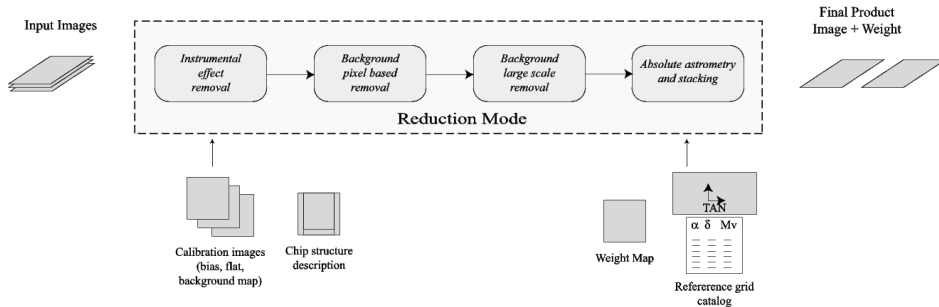 Input Images
Final Product
Image + Weight
Instrumental
effect
removal
Background
pixel based
removal
Background
large scale
removal
Absolute astrometry
and stacking
Reduction Mode
Calibration images
(bias, flat,
background map)
Chip structure
description
Weight Map
TAN
α δ Mv
Refererence grid
catalog